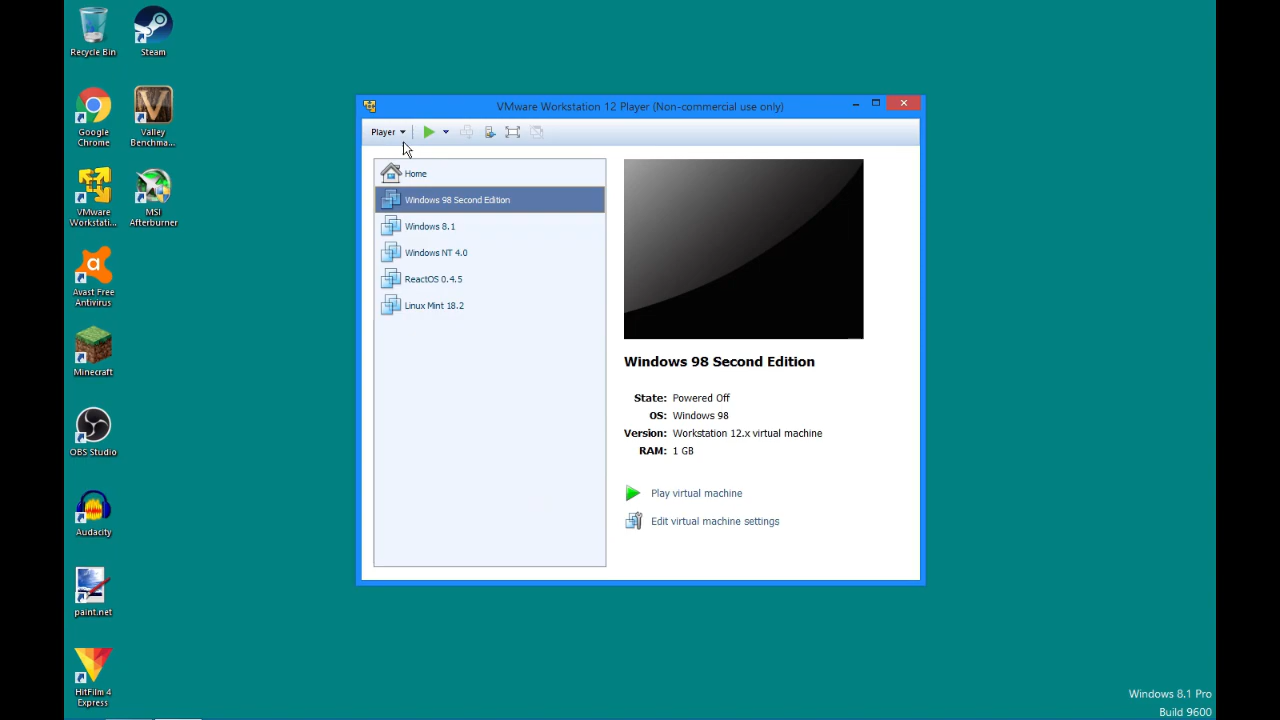 Recycle Bin
Steam
Google
Chrome
Valley
Benchma...
VMware
Workstati...
MSI
Afterburner
Avast Free
Antivirus
Minecraft
OBS Studio
Audacity
paint.net
HitFilm 4
Express
VMware Workstation 12 Player (Non-commercial use only)
Player
Home
Windows 98 Second Edition
Windows 8.1
Windows NT 4.0
ReactOS 0.4.5
Linux Mint 18.2
Windows 98 Second Edition
State: Powered Off
OS: Windows 98
Version: Workstation 12.x virtual machine
RAM: 1 GB
Play virtual machine
Edit virtual machine settings
Windows 8.1 Pro
Build 9600